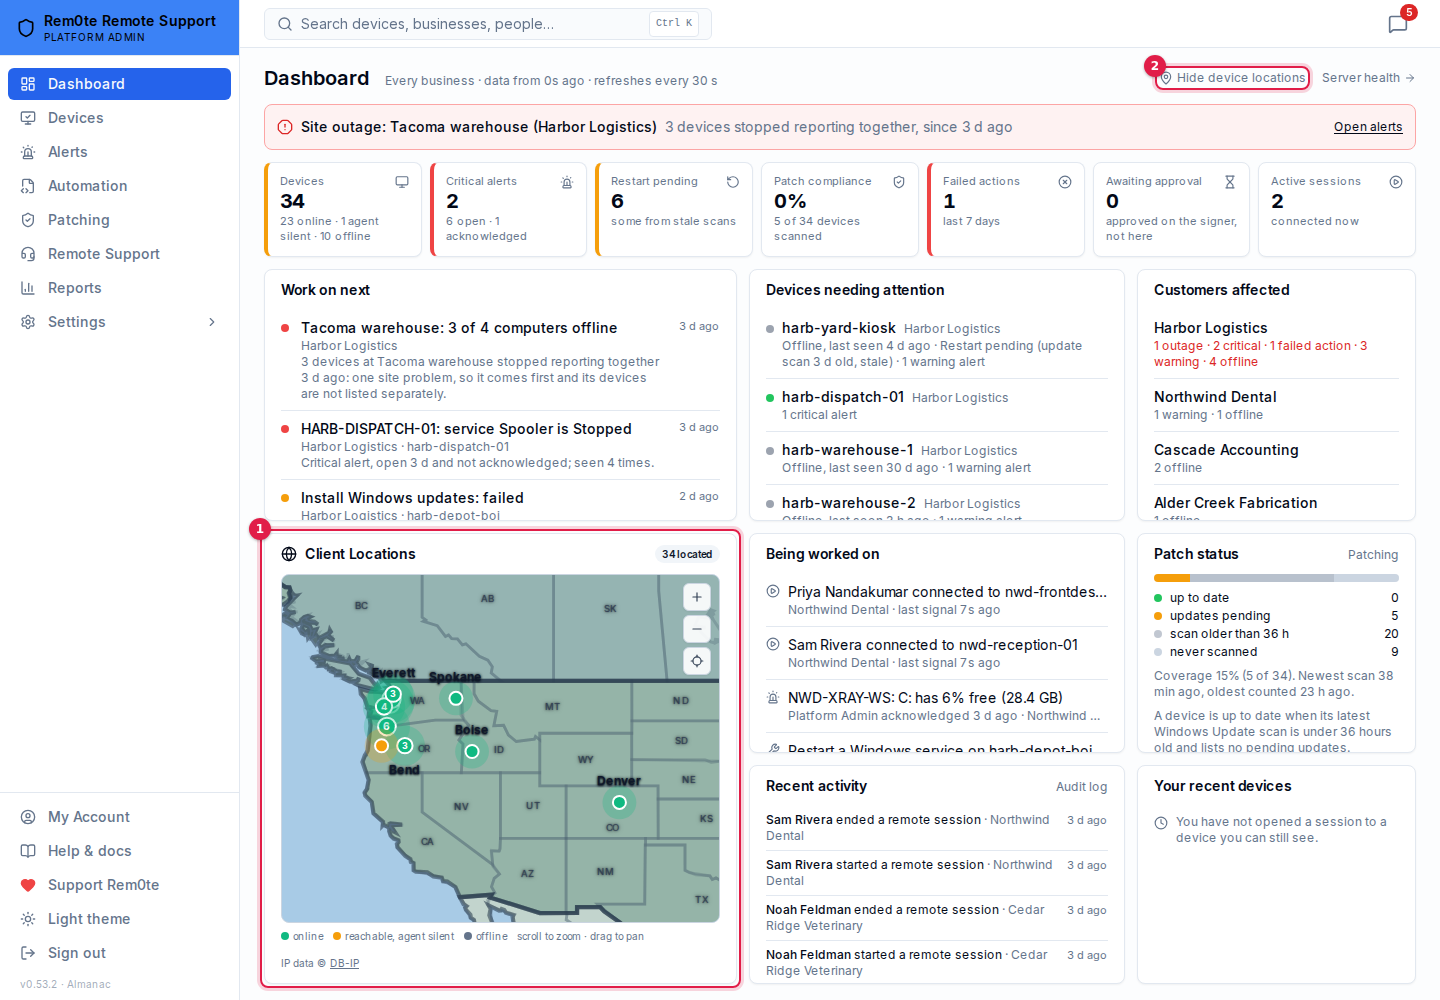 Rem0te Remote Support
PLATFORM ADMIN
Search devices, businesses, people…
Ctrl K
5
Dashboard
Devices
Alerts
Automation
Patching
Remote Support
Reports
Settings
My Account
Help & docs
Support Rem0te
Light theme
Sign out
v0.53.2 · Almanac
Dashboard
Every business · data from 0s ago · refreshes every 30 s
2
Hide device locations
Server health
Site outage: Tacoma warehouse (Harbor Logistics)
3 devices stopped reporting together, since 3 d ago
Open alerts
Devices
34
23 online · 1 agent
silent · 10 offline
Critical alerts
2
6 open · 1
acknowledged
Restart pending
6
some from stale scans
Patch compliance
0%
5 of 34 devices
scanned
Failed actions
1
last 7 days
Awaiting approval
0
approved on the signer,
not here
Active sessions
2
connected now
Work on next
Tacoma warehouse: 3 of 4 computers offline
3 d ago
Harbor Logistics
3 devices at Tacoma warehouse stopped reporting together
3 d ago: one site problem, so it comes first and its devices
are not listed separately.
HARB-DISPATCH-01: service Spooler is Stopped
3 d ago
Harbor Logistics · harb-dispatch-01
Critical alert, open 3 d and not acknowledged; seen 4 times.
Install Windows updates: failed
2 d ago
Harbor Logistics · harb-depot-boi
Devices needing attention
harb-yard-kiosk Harbor Logistics
Offline, last seen 4 d ago · Restart pending (update
scan 3 d old, stale) · 1 warning alert
harb-dispatch-01 Harbor Logistics
1 critical alert
harb-warehouse-1 Harbor Logistics
Offline, last seen 30 d ago · 1 warning alert
harb-warehouse-2 Harbor Logistics
Offline, last seen 3 h ago · 1 warning alert
Customers affected
Harbor Logistics
1 outage · 2 critical · 1 failed action · 3
warning · 4 offline
Northwind Dental
1 warning · 1 offline
Cascade Accounting
2 offline
Alder Creek Fabrication
1 offline
1
Client Locations
34 located
BC
AB
SK
Everett
Spokane
3
WA
4
MT
ND
6
Boise
3
OR
ID
SD
Bend
WY
Denver
NE
NV
UT
KS
CO
CA
AZ
NM
TX
online
reachable, agent silent
offline
scroll to zoom · drag to pan
IP data © DB-IP
Being worked on
Priya Nandakumar connected to nwd-frontdes…
Northwind Dental · last signal 7s ago
Sam Rivera connected to nwd-reception-01
Northwind Dental · last signal 7s ago
NWD-XRAY-WS: C: has 6% free (28.4 GB)
Platform Admin acknowledged 3 d ago · Northwind …
Restart a Windows service on harb-depot-boi
Patch status
Patching
up to date 0
updates pending 5
scan older than 36 h 20
never scanned 9
Coverage 15% (5 of 34). Newest scan 38
min ago, oldest counted 23 h ago.
A device is up to date when its latest
Windows Update scan is under 36 hours
old and lists no pending updates.
Recent activity
Audit log
Sam Rivera ended a remote session · Northwind
Dental
3 d ago
Sam Rivera started a remote session · Northwind
Dental
3 d ago
Noah Feldman ended a remote session · Cedar
Ridge Veterinary
3 d ago
Noah Feldman started a remote session · Cedar
Ridge Veterinary
3 d ago
Your recent devices
You have not opened a session to a
device you can still see.